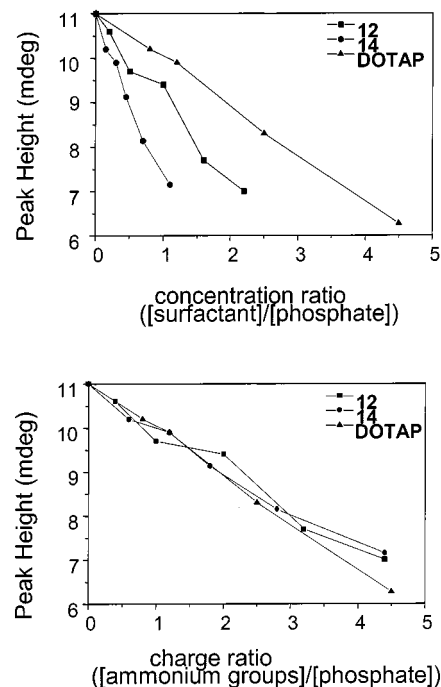 11
10
9
8
7
6
Peak Height (mdeg)
12
14
DOTAP
0 1 2 3 4 5
concentration ratio
([surfactant]/[phosphate])
11
10
9
8
7
6
Peak Height (mdeg)
12
14
DOTAP
0 1 2 3 4 5
charge ratio
([ammonium groups]/[phosphate])